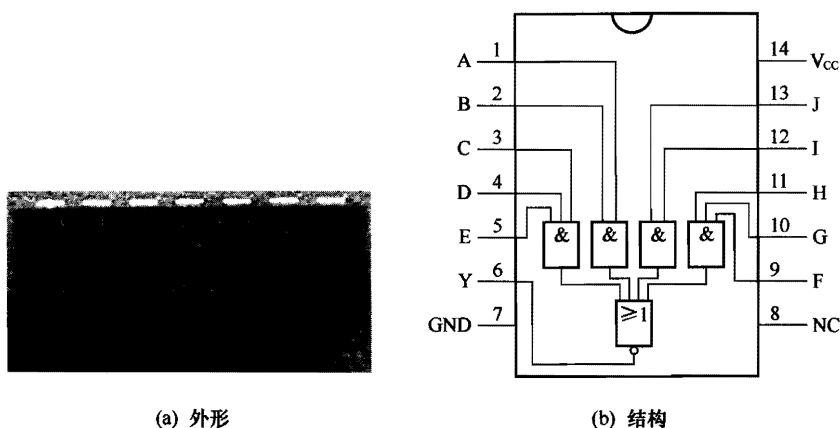 A 1
B 2
C 3
D 4
E 5
Y 6
GND 7
14 Vcc
13 J
12 I
11 H
10 G
9 F
8 NC
& & & &
≥1
(a) 外形
(b) 结构